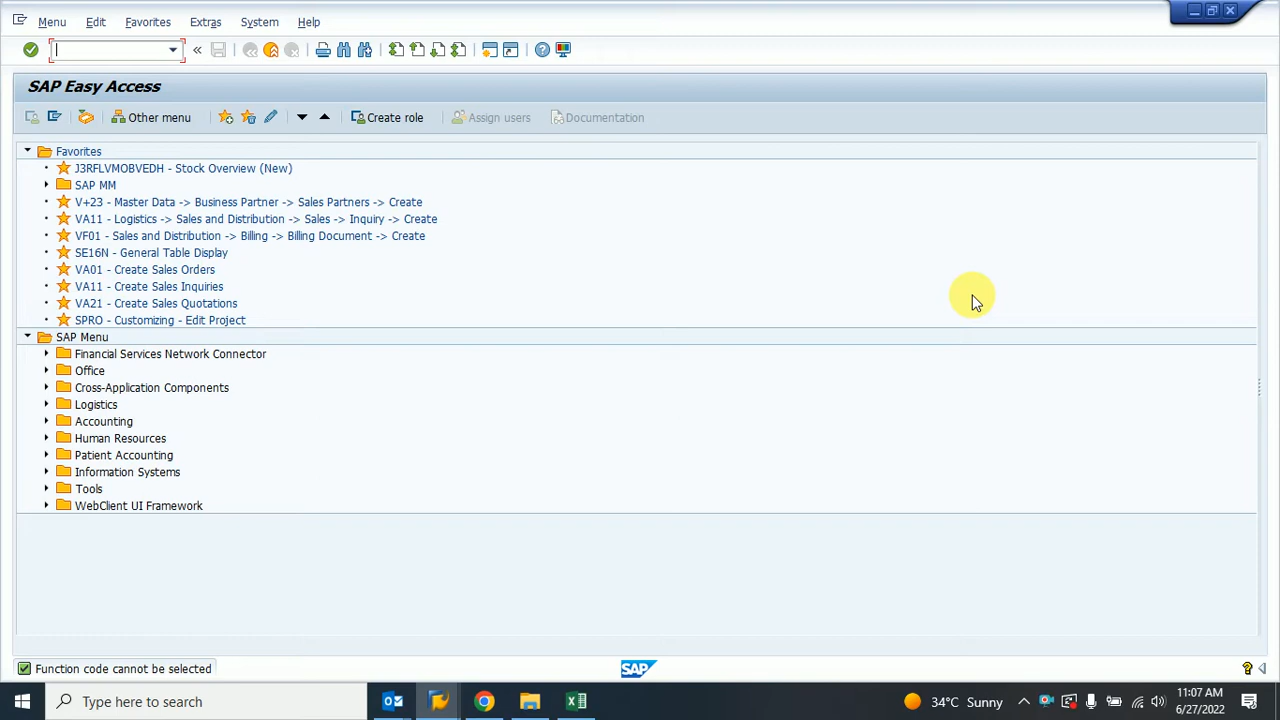 Menu Edit Favorites Extras System Help
SAP Easy Access
Other menu Create role Assign users Documentation
Favorites
J3RFLVMOBVEDH - Stock Overview (New)
SAP MM
V+23 - Master Data -> Business Partner -> Sales Partners -> Create
VA11 - Logistics -> Sales and Distribution -> Sales -> Inquiry -> Create
VF01 - Sales and Distribution -> Billing -> Billing Document -> Create
SE16N - General Table Display
VA01 - Create Sales Orders
VA11 - Create Sales Inquiries
VA21 - Create Sales Quotations
SPRO - Customizing - Edit Project
SAP Menu
Financial Services Network Connector
Office
Cross-Application Components
Logistics
Accounting
Human Resources
Patient Accounting
Information Systems
Tools
WebClient UI Framework
Function code cannot be selected
SAP
Type here to search
34°C Sunny
11:07 AM
6/27/2022